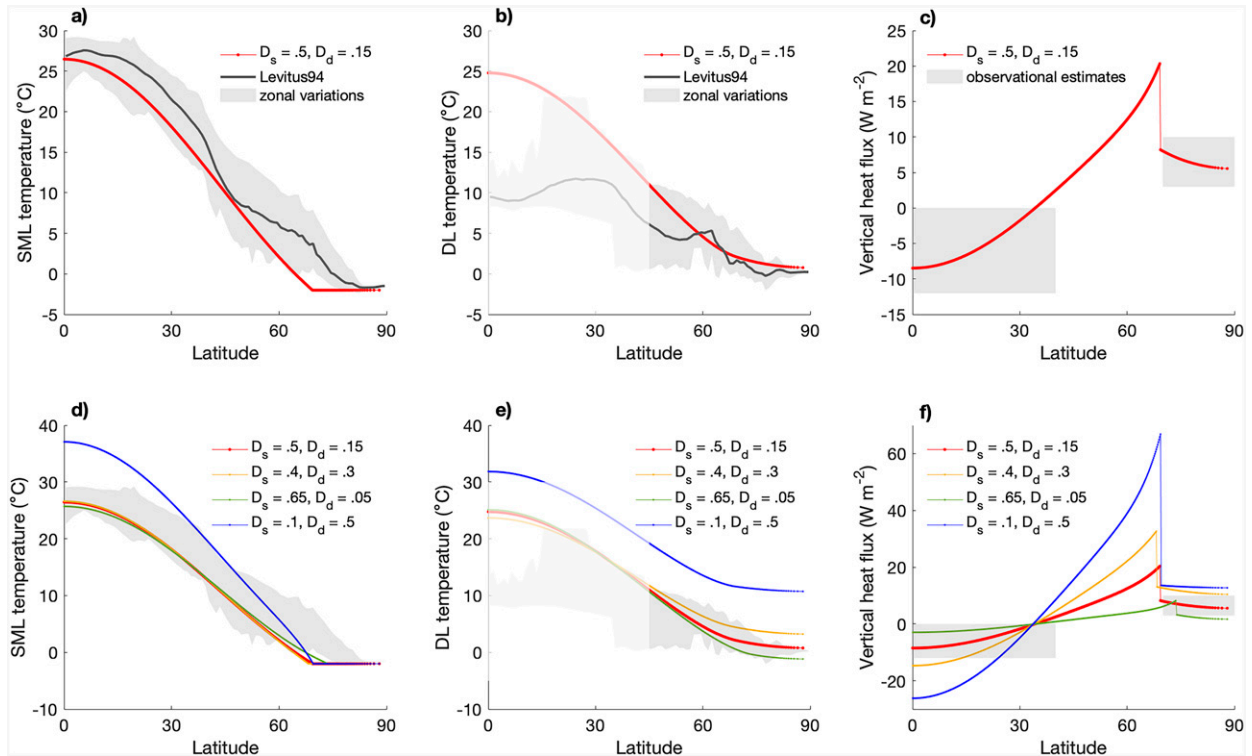 a)
30
25
20
15
10
5
0
-5
SML temperature (°C)
D_s = .5, D_d = .15
Levitus94
zonal variations
0
30
60
90
Latitude
b)
30
25
20
15
10
5
0
-5
DL temperature (°C)
D_s = .5, D_d = .15
Levitus94
zonal variations
0
30
60
90
Latitude
c)
25
20
15
10
5
0
-5
-10
-15
Vertical heat flux (W m⁻²)
D_s = .5, D_d = .15
observational estimates
0
30
60
90
Latitude
d)
40
30
20
10
0
-10
SML temperature (°C)
D_s = .5, D_d = .15
D_s = .4, D_d = .3
D_s = .65, D_d = .05
D_s = .1, D_d = .5
0
30
60
90
Latitude
e)
40
30
20
10
0
-10
DL temperature (°C)
D_s = .5, D_d = .15
D_s = .4, D_d = .3
D_s = .65, D_d = .05
D_s = .1, D_d = .5
0
30
60
90
Latitude
f)
60
40
20
0
-20
Vertical heat flux (W m⁻²)
D_s = .5, D_d = .15
D_s = .4, D_d = .3
D_s = .65, D_d = .05
D_s = .1, D_d = .5
0
30
60
90
Latitude